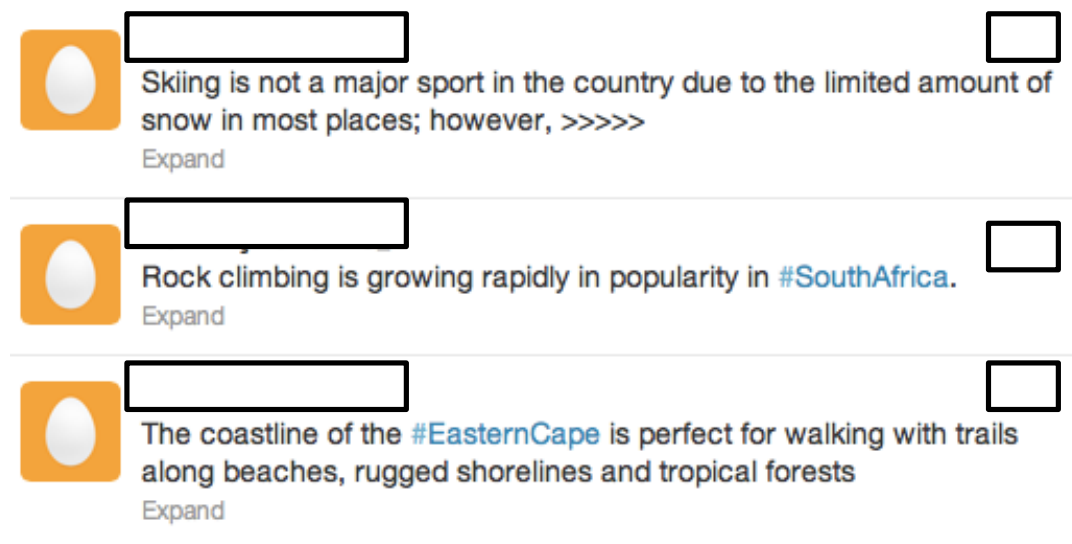 Skiing is not a major sport in the country due to the limited amount of
snow in most places; however, >>>>>
Expand
Rock climbing is growing rapidly in popularity in #SouthAfrica.
Expand
The coastline of the #EasternCape is perfect for walking with trails
along beaches, rugged shorelines and tropical forests
Expand